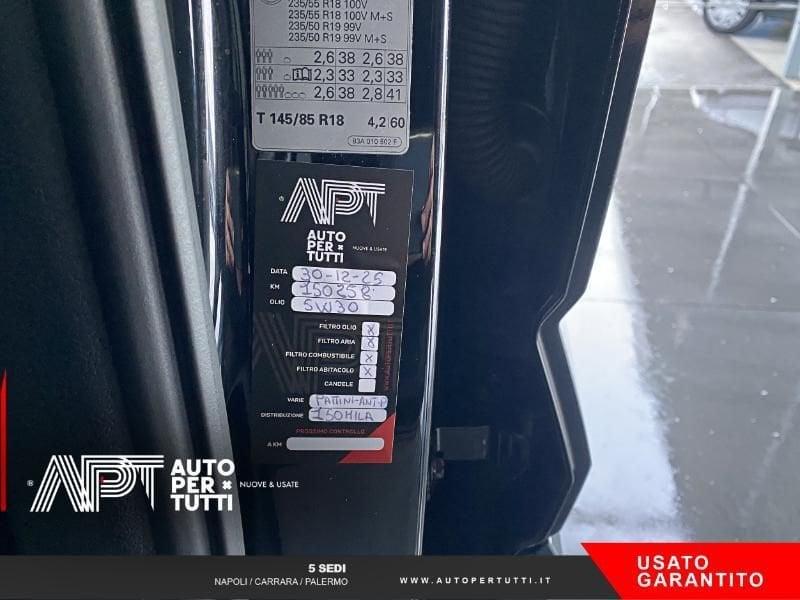 235/55 R18 100V
235/55 R18 100V M+S
235/50 R19 99V
235/50 R19 99V M+S
2,6 38 2,6 38
2,3 33 2,3 33
2,6 38 2,8 41
T 145/85 R18 4,2 60
83A 010 502 F
® APT
AUTO
PER
TUTTI
NUOVE & USATE
DATA 30-12-25
KM 150258
OLIO 5W30
FILTRO OLIO X
FILTRO ARIA X
FILTRO COMBUSTIBILE X
FILTRO ABITACOLO X
CANDELE
VARIE PATTINI-ANT+
DISTRIBUZIONE 150MILA
PROSSIMO CONTROLLO
A KM
® APT AUTO
PER
TUTTI
NUOVE & USATE
5 SEDI
NAPOLI / CARRARA / PALERMO
WWW.AUTOPERTUTTI.IT
USATO
GARANTITO